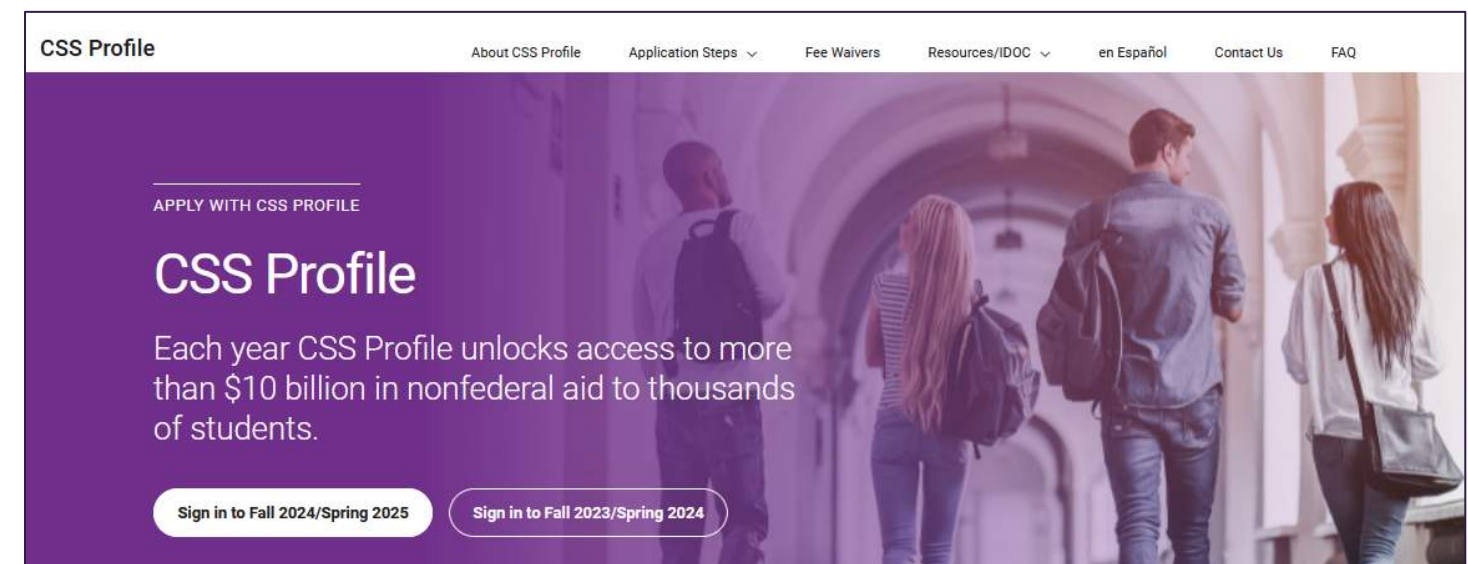 CSS Profile
About CSS Profile
Application Steps
Fee Waivers
Resources/IDOC
en Español
Contact Us
FAQ
APPLY WITH CSS PROFILE
CSS Profile
Each year CSS Profile unlocks access to more
than $10 billion in nonfederal aid to thousands
of students.
Sign in to Fall 2024/Spring 2025
Sign in to Fall 2023/Spring 2024